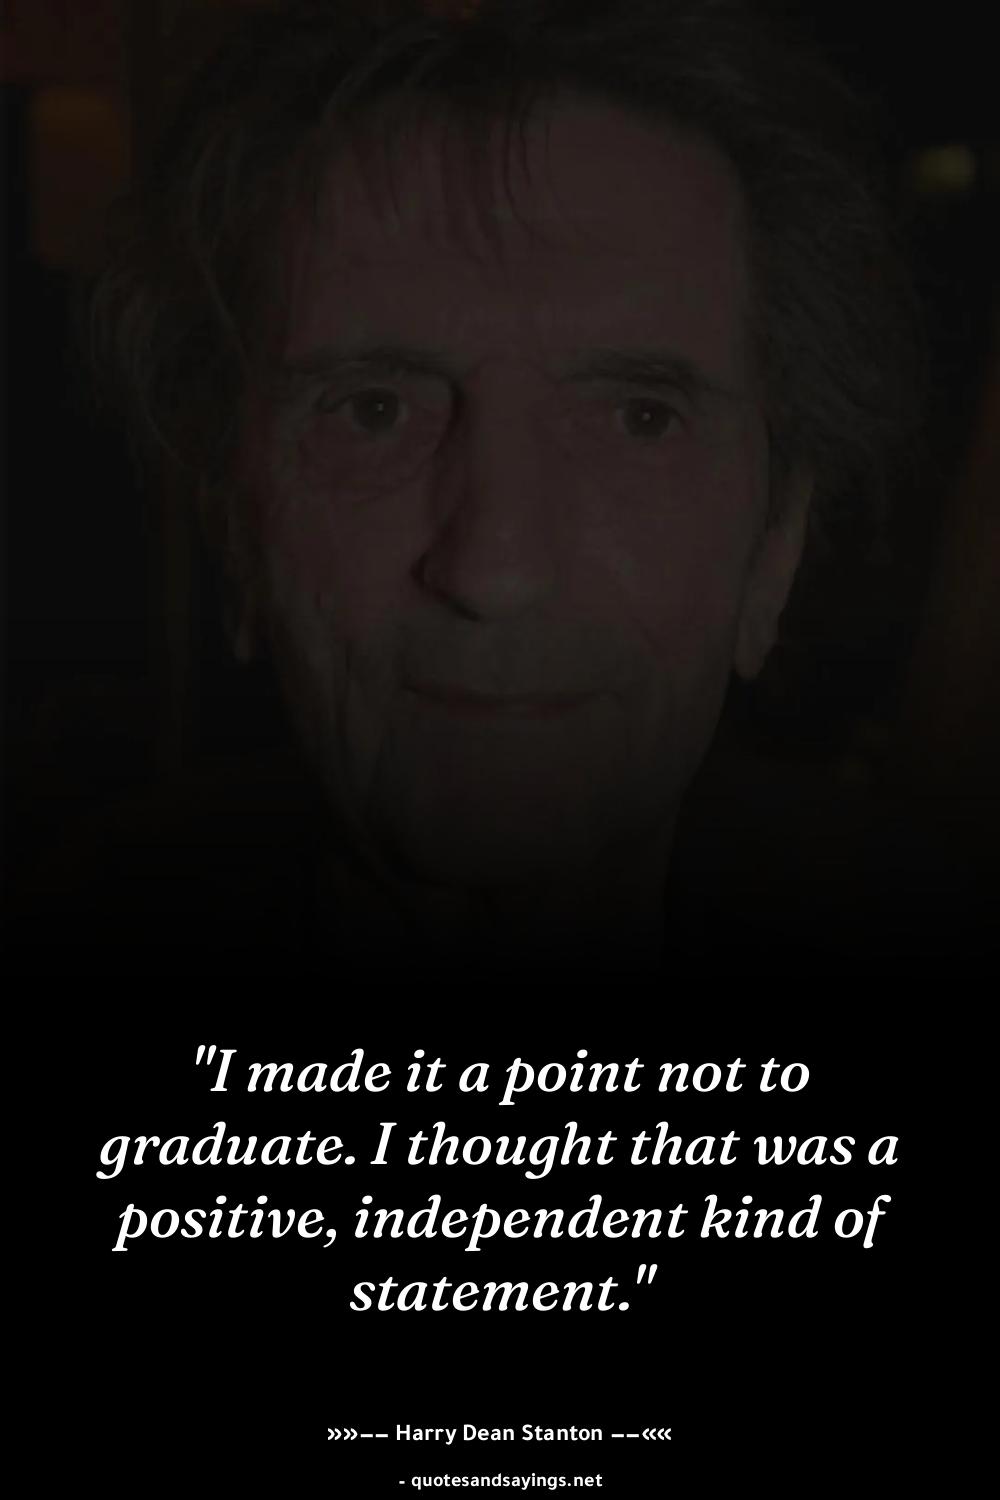 "I made it a point not to
graduate. I thought that was a
positive, independent kind of
statement."
»»−− Harry Dean Stanton −−««
- quotesandsayings.net